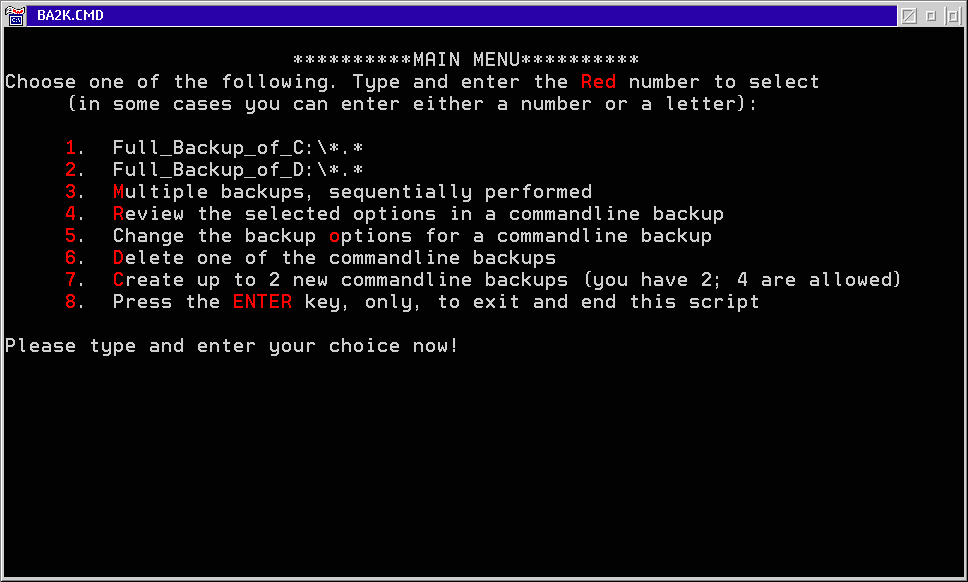 BA2K.CMD
**********MAIN MENU**********
Choose one of the following. Type and enter the Red number to select
(in some cases you can enter either a number or a letter):
1. Full_Backup_of_C:\*.*
2. Full_Backup_of_D:\*.*
3. Multiple backups, sequentially performed
4. Review the selected options in a commandline backup
5. Change the backup options for a commandline backup
6. Delete one of the commandline backups
7. Create up to 2 new commandline backups (you have 2; 4 are allowed)
8. Press the ENTER key, only, to exit and end this script
Please type and enter your choice now!